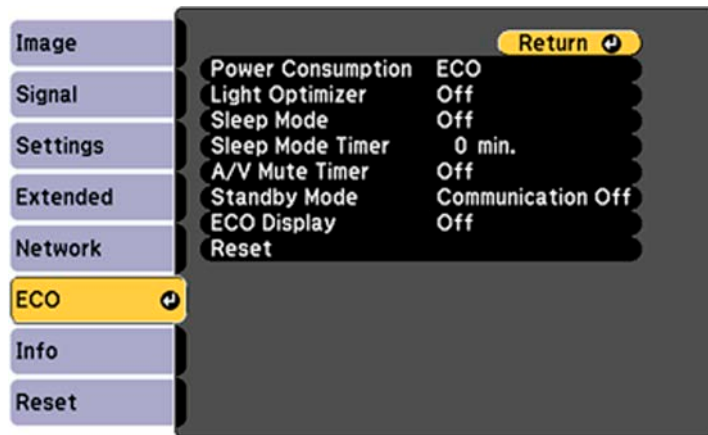 Image
Signal
Settings
Extended
Network
ECO
Info
Reset
Return
Power Consumption ECO
Light Optimizer Off
Sleep Mode Off
Sleep Mode Timer 0 min.
A/V Mute Timer Off
Standby Mode Communication Off
ECO Display Off
Reset